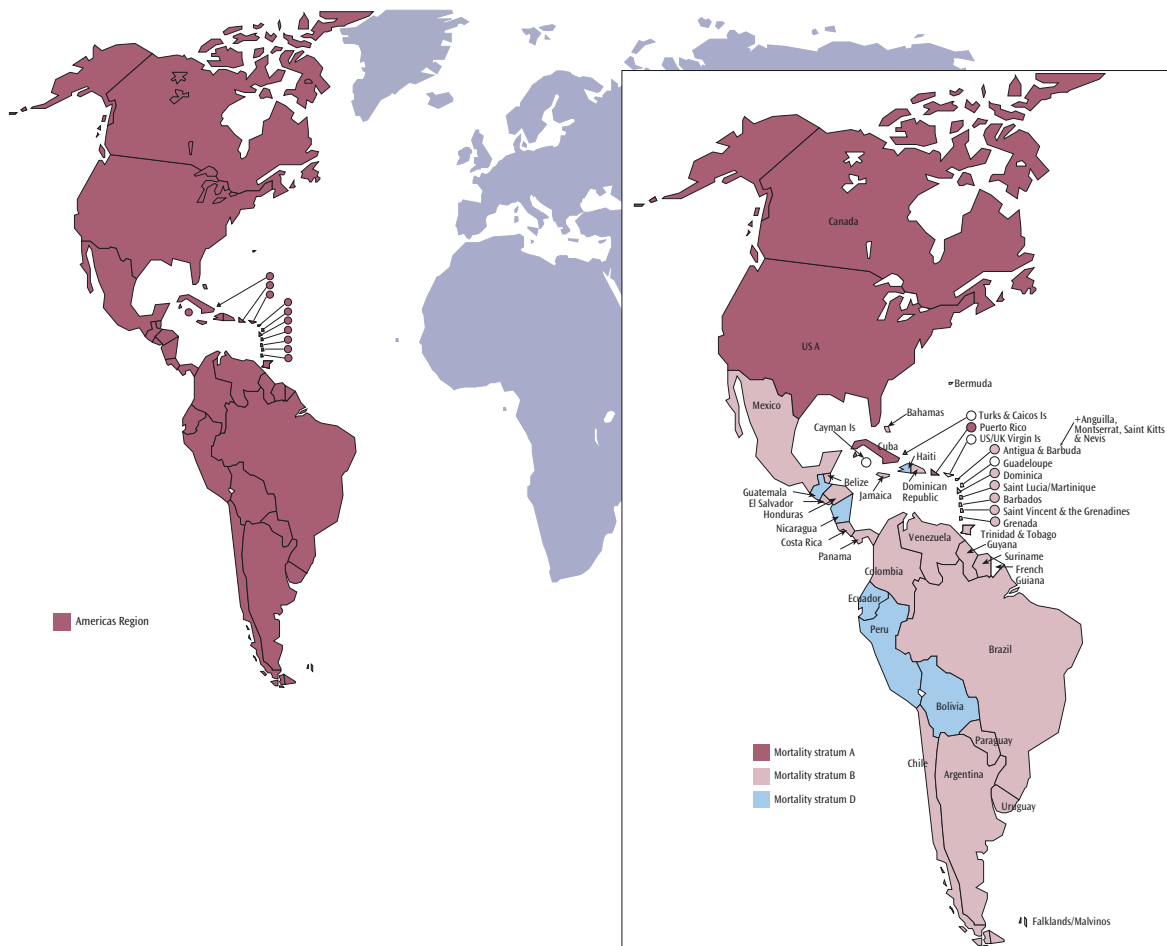 Americas Region
Canada
US A
Bermuda
Mexico
Bahamas
Turks & Caicos Is
Puerto Rico
US/UK Virgin Is
+Anguilla,
Montserrat, Saint Kitts
& Nevis
Cayman Is
Cuba
Haiti
Antigua & Barbuda
Guadeloupe
Dominica
Saint Lucia/Martinique
Barbados
Saint Vincent & the Grenadines
Grenada
Belize
Jamaica
Dominican
Republic
Guatemala
El Salvador
Honduras
Nicaragua
Costa Rica
Panama
Trinidad & Tobago
Guyana
Suriname
French
Guiana
Venezuela
Colombia
Ecuador
Peru
Brazil
Bolivia
Paraguay
Chile
Argentina
Uruguay
Mortality stratum A
Mortality stratum B
Mortality stratum D
Falklands/Malvinos